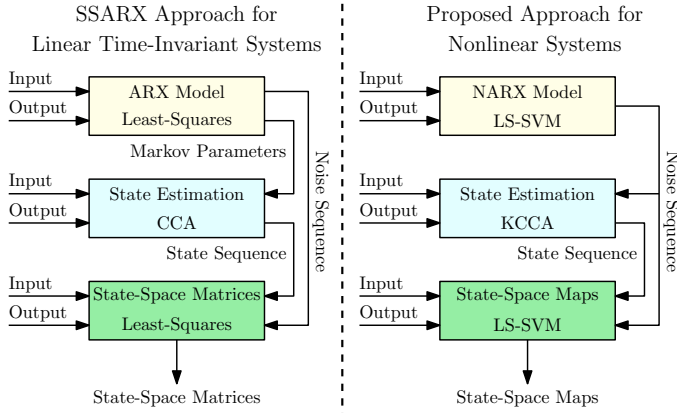 SSARX Approach for
Linear Time-Invariant Systems
Input
Output
ARX Model
Least-Squares
Markov Parameters
Noise Sequence
Input
Output
State Estimation
CCA
State Sequence
Input
Output
State-Space Matrices
Least-Squares
State-Space Matrices
Proposed Approach for
Nonlinear Systems
Input
Output
NARX Model
LS-SVM
Noise Sequence
Input
Output
State Estimation
KCCA
State Sequence
Input
Output
State-Space Maps
LS-SVM
State-Space Maps